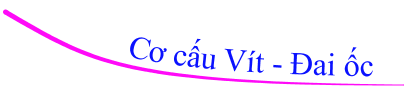 Cơ cấu Vít - Đai ốc